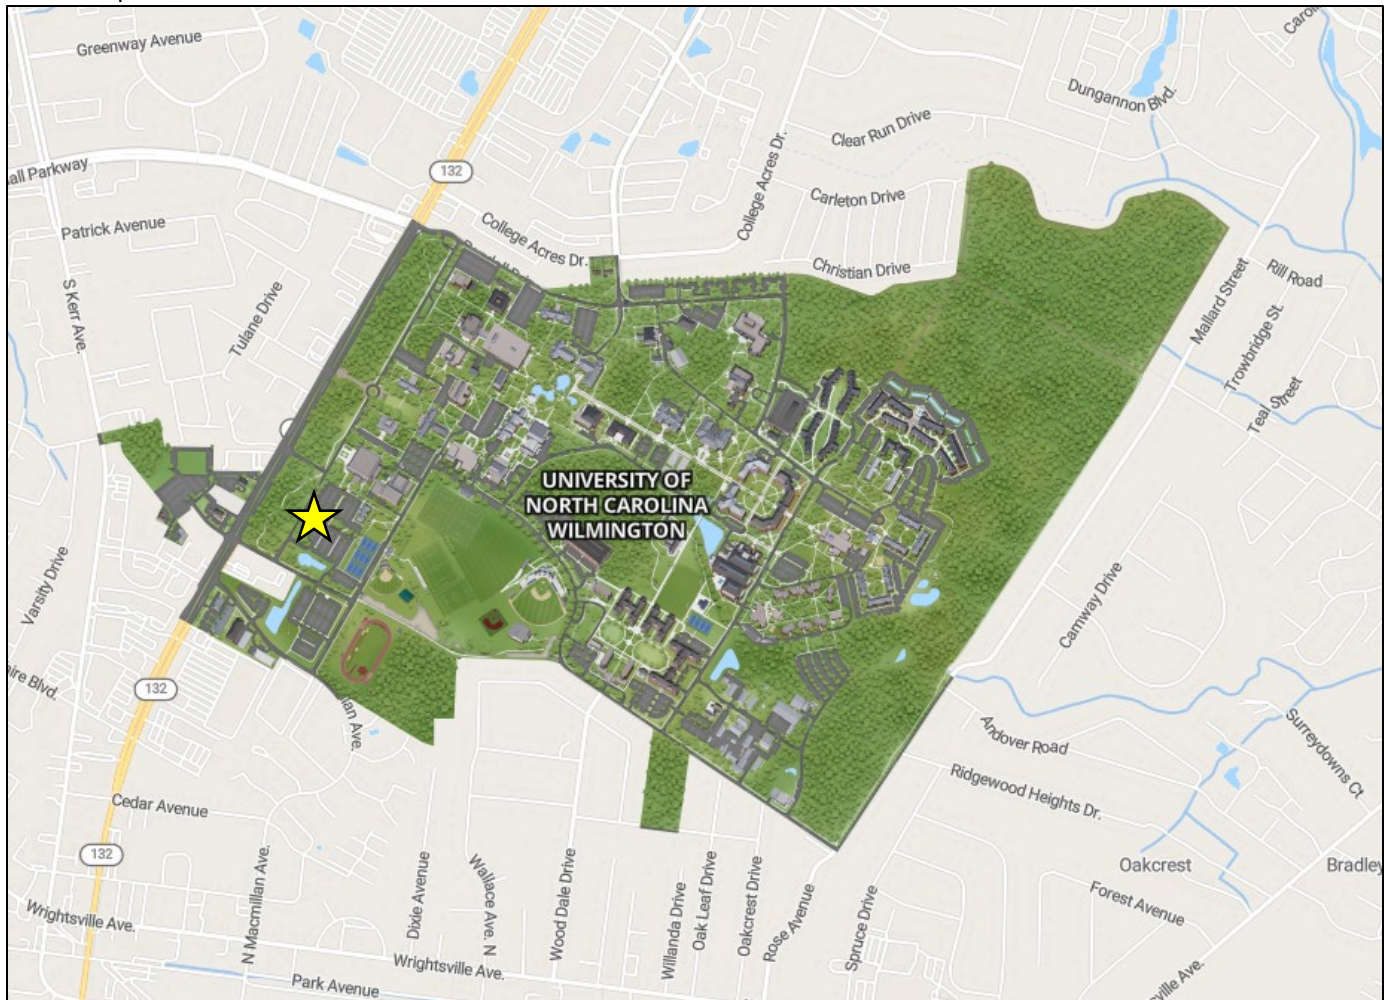 Greenway Avenue
Carolin
Dungannon Blvd.
Clear Run Drive
all Parkway
132
College Acres Dr.
Carleton Drive
Patrick Avenue
College Acres Dr.
Christian Drive
Rill Road
S Kerr Ave.
Tulane Drive
Mallard Street
Trowbridge St.
Teal Street
UNIVERSITY OF
NORTH CAROLINA
WILMINGTON
Varsity Drive
Camway Drive
ire Blvd.
132
lan Ave.
Andover Road
Surreydowns Ct
Ridgewood Heights Dr.
Cedar Avenue
132
Oakcrest
Bradley
Forest Avenue
Wrightsville Ave.
N Macmillan Ave.
Dixie Avenue
Wallace Ave. N
Wood Dale Drive
Willanda Drive
Oak Leaf Drive
Oakcrest Drive
Rose Avenue
Spruce Drive
Wrightsville Ave.
Park Avenue
sville Ave.